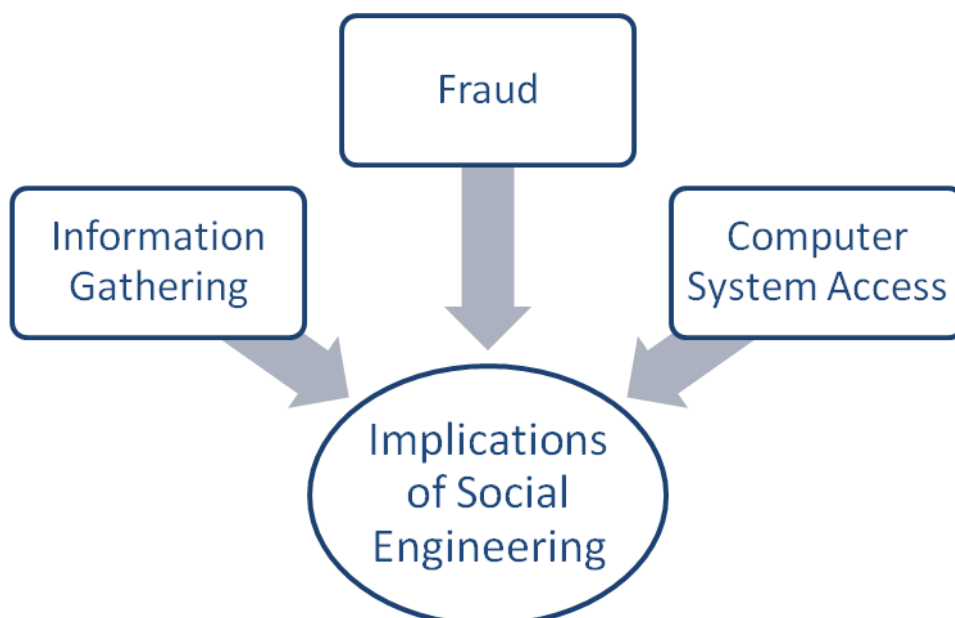 Fraud
Information
Gathering
Computer
System Access
Implications
of Social
Engineering